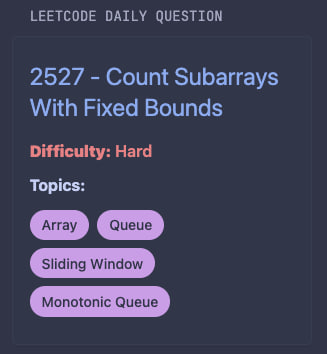 LEETCODE DAILY QUESTION
2527 - Count Subarrays
With Fixed Bounds
Difficulty: Hard
Topics:
Array Queue
Sliding Window
Monotonic Queue